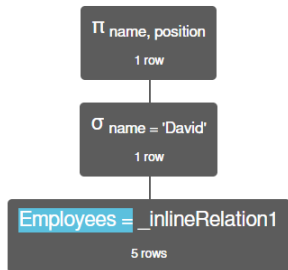 π name, position
1 row
σ name = 'David'
1 row
Employees = _inlineRelation1
5 rows